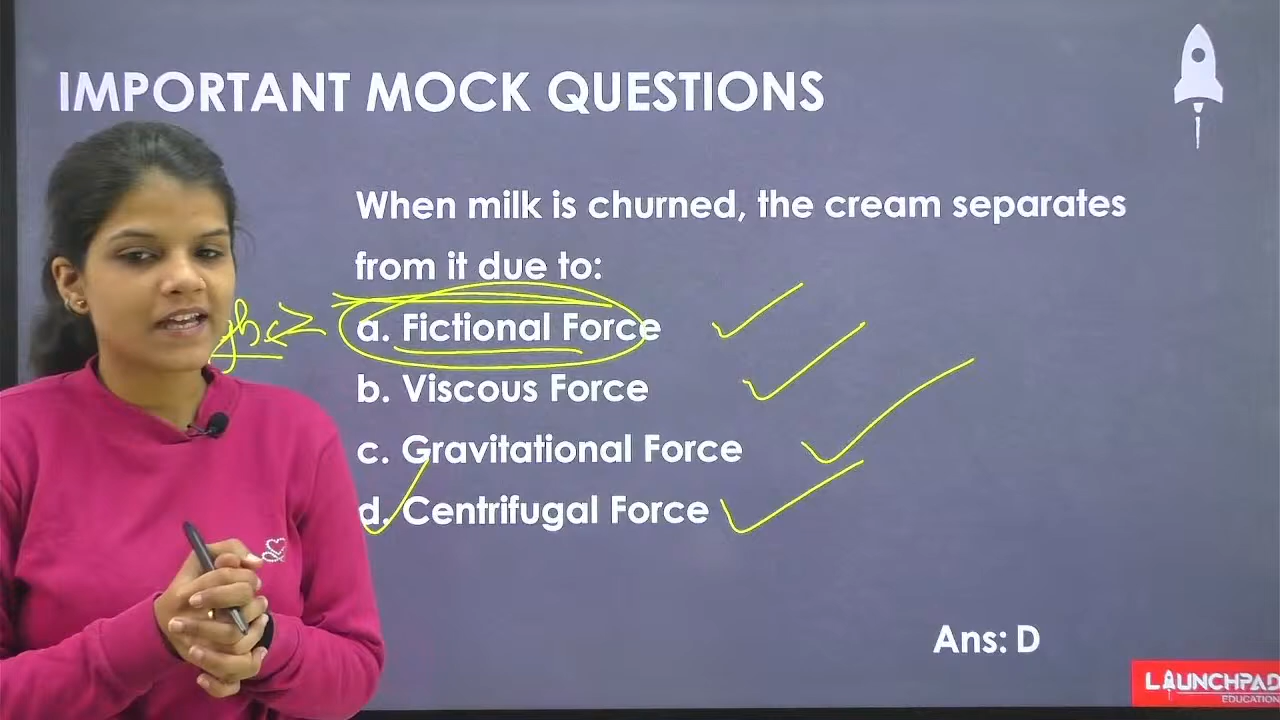 IMPORTANT MOCK QUESTIONS
When milk is churned, the cream separates
from it due to:
a. Fictional Force
b. Viscous Force
c. Gravitational Force
d. Centrifugal Force
Ans: D
LAUNCHPAD
EDUCATION